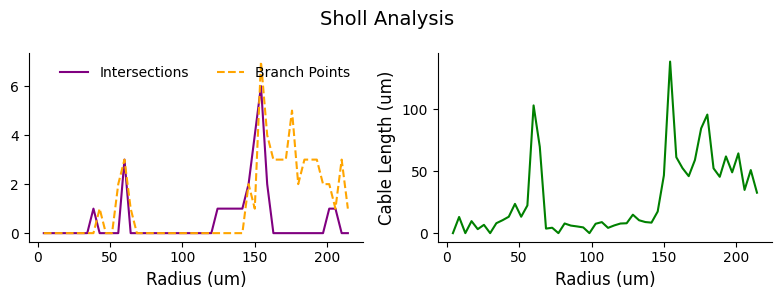 Sholl Analysis
Intersections
Branch Points
6
4
2
0
0
50
100
150
200
Radius (um)
Cable Length (um)
100
50
0
0
50
100
150
200
Radius (um)